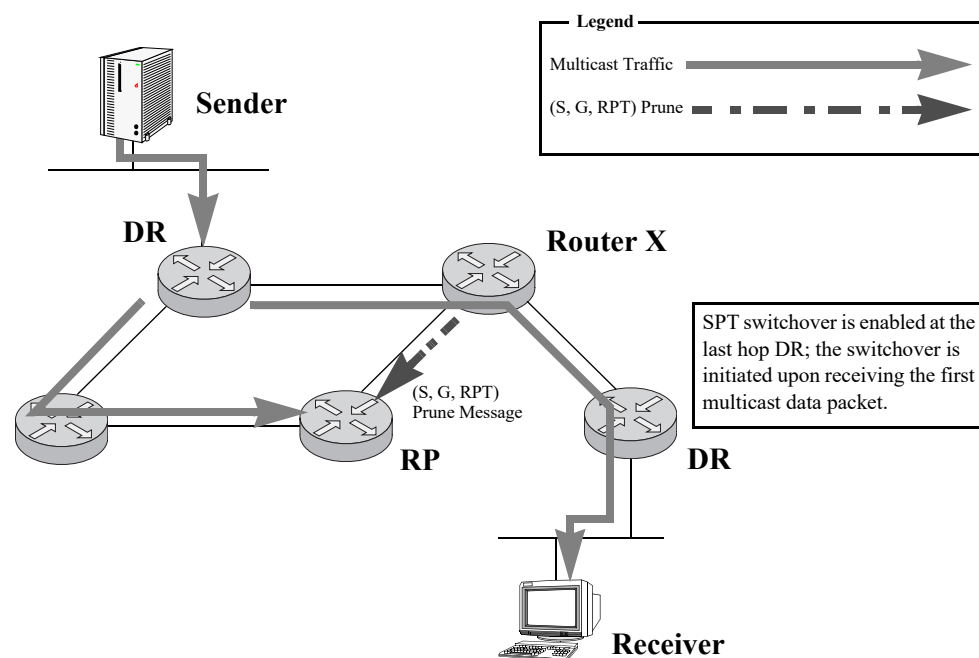 Legend
Multicast Traffic
(S, G, RPT) Prune
Sender
DR
Router X
SPT switchover is enabled at the
last hop DR; the switchover is
initiated upon receiving the first
multicast data packet.
(S, G, RPT)
Prune Message
RP
DR
Receiver